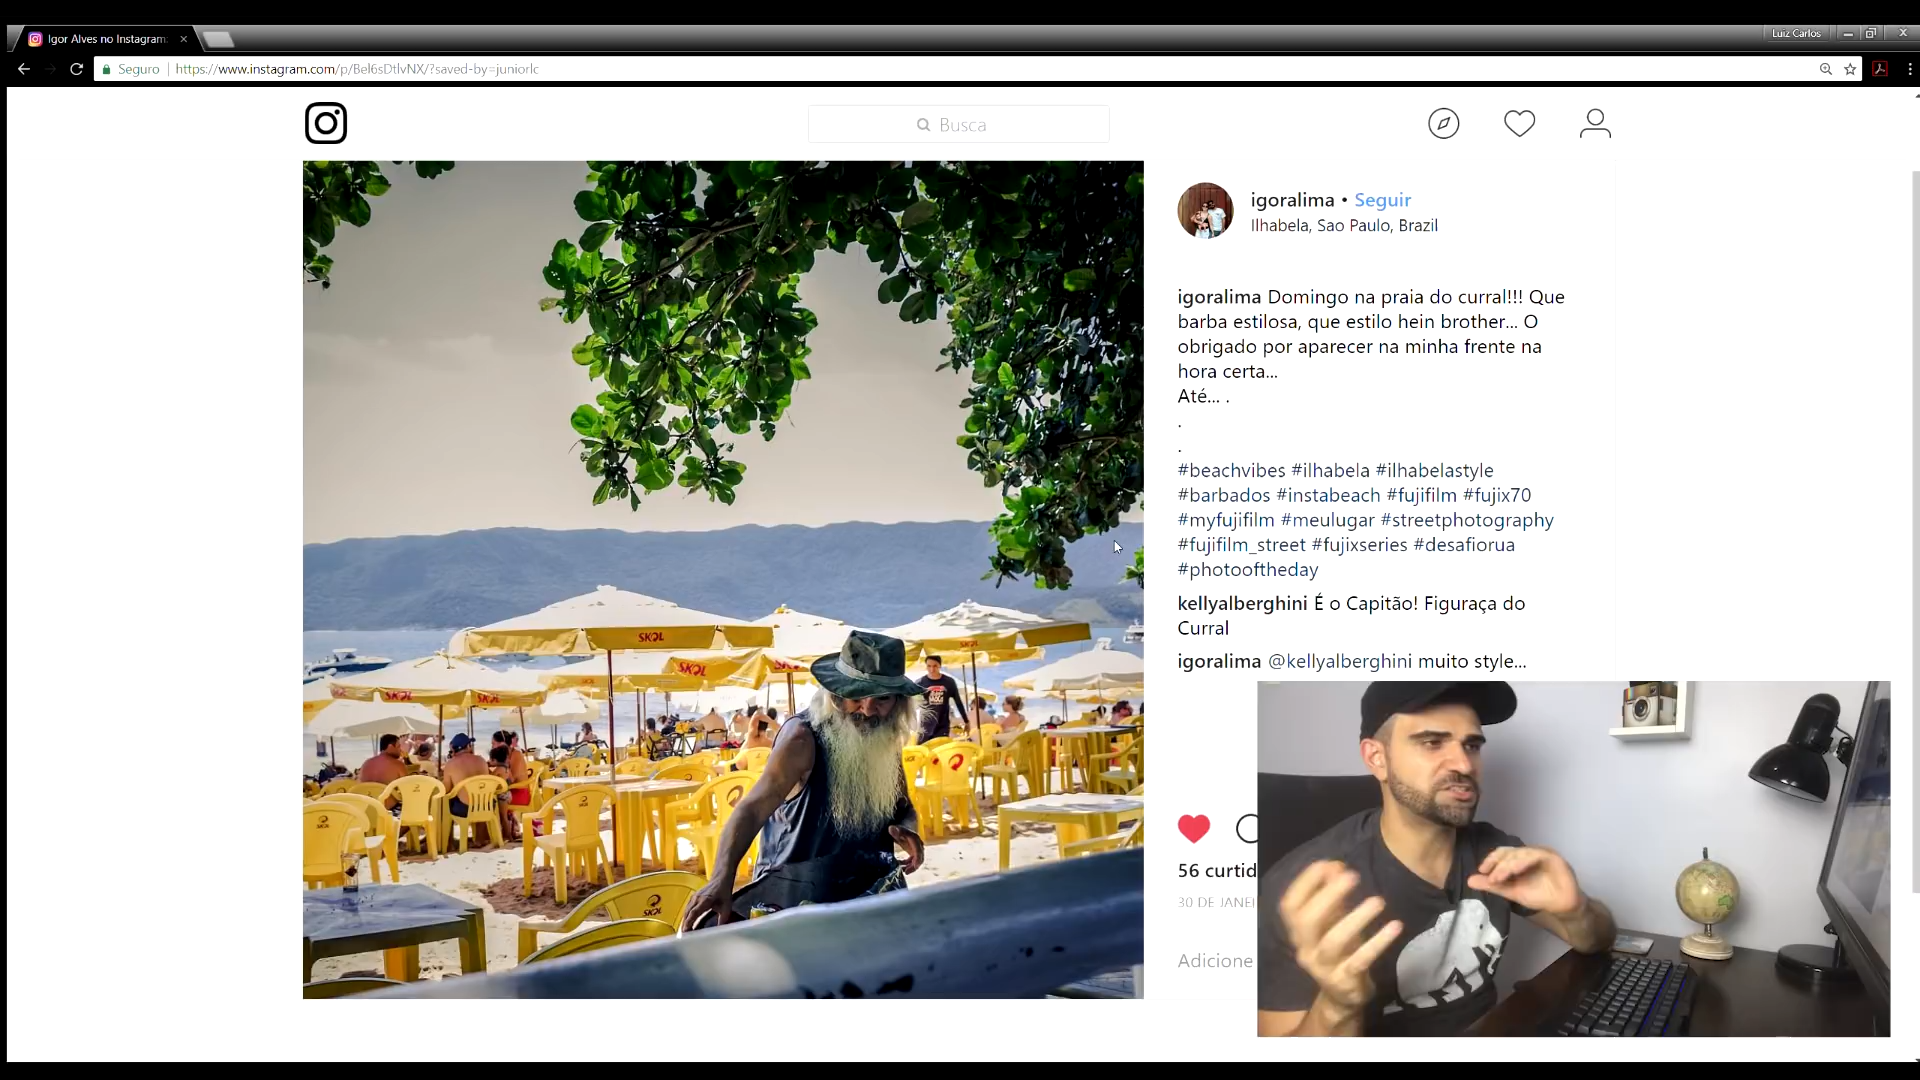 Igor Alves no Instagram:
Luiz Carlos
Seguro
https://www.instagram.com/p/Bel6sDtlvNX/?saved-by=juniorlc
Busca
igoralima • Seguir
Ilhabela, Sao Paulo, Brazil
igoralima Domingo na praia do curral!!! Que
barba estilosa, que estilo hein brother... O
obrigado por aparecer na minha frente na
hora certa...
Até... .
.
.
#beachvibes #ilhabela #ilhabelastyle
#barbados #instabeach #fujifilm #fujix70
#myfujifilm #meulugar #streetphotography
#fujifilm_street #fujixseries #desafiorua
#photooftheday
kellyalberghini É o Capitão! Figuraça do
Curral
igoralima @kellyalberghini muito style...
56 curtid
30 DE JANEI
Adicione
SKOL
SKOL
SKOL
SKOL
SKOL
SKOL